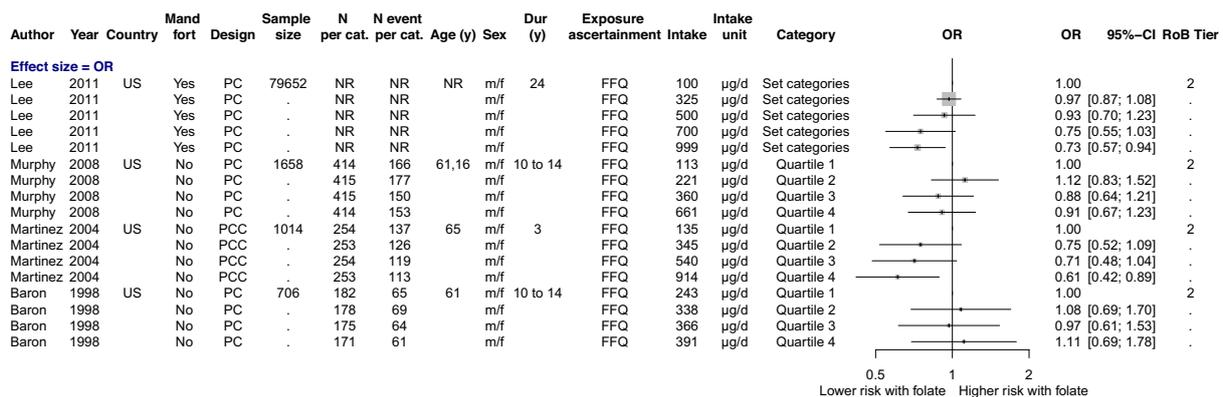 Mand Sample N N event Dur Exposure Intake
Author Year Country fort Design size per cat. per cat. Age (y) Sex (y) ascertainment Intake unit Category OR OR 95%−CI RoB Tier
Effect size = OR
Lee 2011 US Yes PC 79652 NR NR NR m/f 24 FFQ 100 µg/d Set categories 1.00 2
Lee 2011 Yes PC . NR NR m/f FFQ 325 µg/d Set categories 0.97 [0.87; 1.08] .
Lee 2011 Yes PC . NR NR m/f FFQ 500 µg/d Set categories 0.93 [0.70; 1.23] .
Lee 2011 Yes PC . NR NR m/f FFQ 700 µg/d Set categories 0.75 [0.55; 1.03] .
Lee 2011 Yes PC . NR NR m/f FFQ 999 µg/d Set categories 0.73 [0.57; 0.94] .
Murphy 2008 US No PC 1658 414 166 61,16 m/f 10 to 14 FFQ 113 µg/d Quartile 1 1.00 2
Murphy 2008 No PC . 415 177 m/f FFQ 221 µg/d Quartile 2 1.12 [0.83; 1.52] .
Murphy 2008 No PC . 415 150 m/f FFQ 360 µg/d Quartile 3 0.88 [0.64; 1.21] .
Murphy 2008 No PC . 414 153 m/f FFQ 661 µg/d Quartile 4 0.91 [0.67; 1.23] .
Martinez 2004 US No PCC 1014 254 137 65 m/f 3 FFQ 135 µg/d Quartile 1 1.00 2
Martinez 2004 No PCC . 253 126 m/f FFQ 345 µg/d Quartile 2 0.75 [0.52; 1.09] .
Martinez 2004 No PCC . 254 119 m/f FFQ 540 µg/d Quartile 3 0.71 [0.48; 1.04] .
Martinez 2004 No PCC . 253 113 m/f FFQ 914 µg/d Quartile 4 0.61 [0.42; 0.89] .
Baron 1998 US No PC 706 182 65 61 m/f 10 to 14 FFQ 243 µg/d Quartile 1 1.00 2
Baron 1998 No PC . 178 69 m/f FFQ 338 µg/d Quartile 2 1.08 [0.69; 1.70] .
Baron 1998 No PC . 175 64 m/f FFQ 366 µg/d Quartile 3 0.97 [0.61; 1.53] .
Baron 1998 No PC . 171 61 m/f FFQ 391 µg/d Quartile 4 1.11 [0.69; 1.78] .
0.5 1 2
Lower risk with folate Higher risk with folate